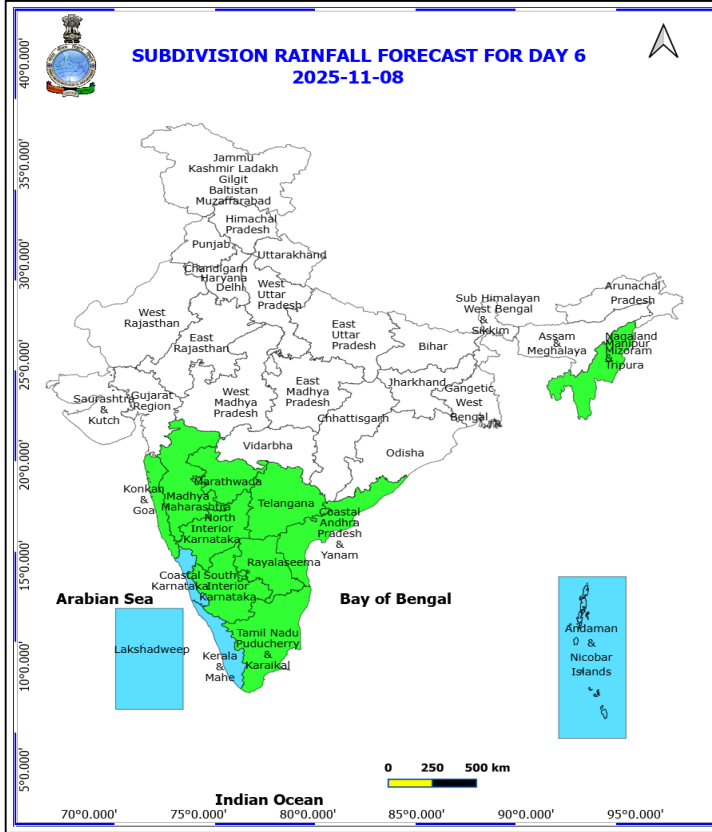 SUBDIVISION RAINFALL FORECAST FOR DAY 6
2025-11-08
40°0.000'
35°0.000'
30°0.000'
25°0.000'
20°0.000'
15°0.000'
10°0.000'
5°0.000'
Jammu
Kashmir Ladakh
Gilgit
Baltistan
Muzaffarabad
Himachal
Pradesh
Punjab
Uttarakhand
Chandigarh
Haryana
Delhi
West
Uttar
Pradesh
West
Rajasthan
East
Rajasthan
East
Uttar
Pradesh
Bihar
Sub Himalayan
West Bengal
&
Sikkim
Arunachal
Pradesh
Assam
&
Meghalaya
Nagaland
Manipur
Mizoram
&
Tripura
Saurashtra
&
Kutch
Gujarat
Region
West
Madhya
Pradesh
East
Madhya
Pradesh
Jharkhand
Gangetic
West
Bengal
Chhattisgarh
Odisha
Vidarbha
Konkan
&
Goa
Madhya
Maharashtra
Marathwada
Telangana
North
Interior
Karnataka
Coastal
Andhra
Pradesh
&
Yanam
Rayalaseema
Coastal
Karnataka
South
Interior
Karnataka
Tamil Nadu
Puducherry
&
Karaikal
Kerala
&
Mahe
Lakshadweep
Andaman
&
Nicobar
Islands
Arabian Sea
Bay of Bengal
Indian Ocean
0 250 500 km
70°0.000' 75°0.000' 80°0.000' 85°0.000' 90°0.000' 95°0.000'